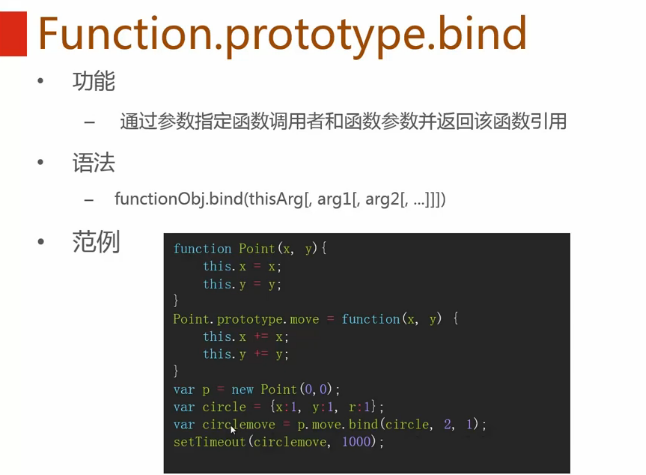 Function.prototype.bind
• 功能
– 通过参数指定函数调用者和函数参数并返回该函数引用
• 语法
– functionObj.bind(thisArg[, arg1[, arg2[, ...]]])
• 范例
function Point(x, y){
    this.x = x;
    this.y = y;
}
Point.prototype.move = function(x, y) {
    this.x += x;
    this.y += y;
}
var p = new Point(0,0);
var circle = {x:1, y:1, r:1};
var circlemove = p.move.bind(circle, 2, 1);
setTimeout(circlemove, 1000);